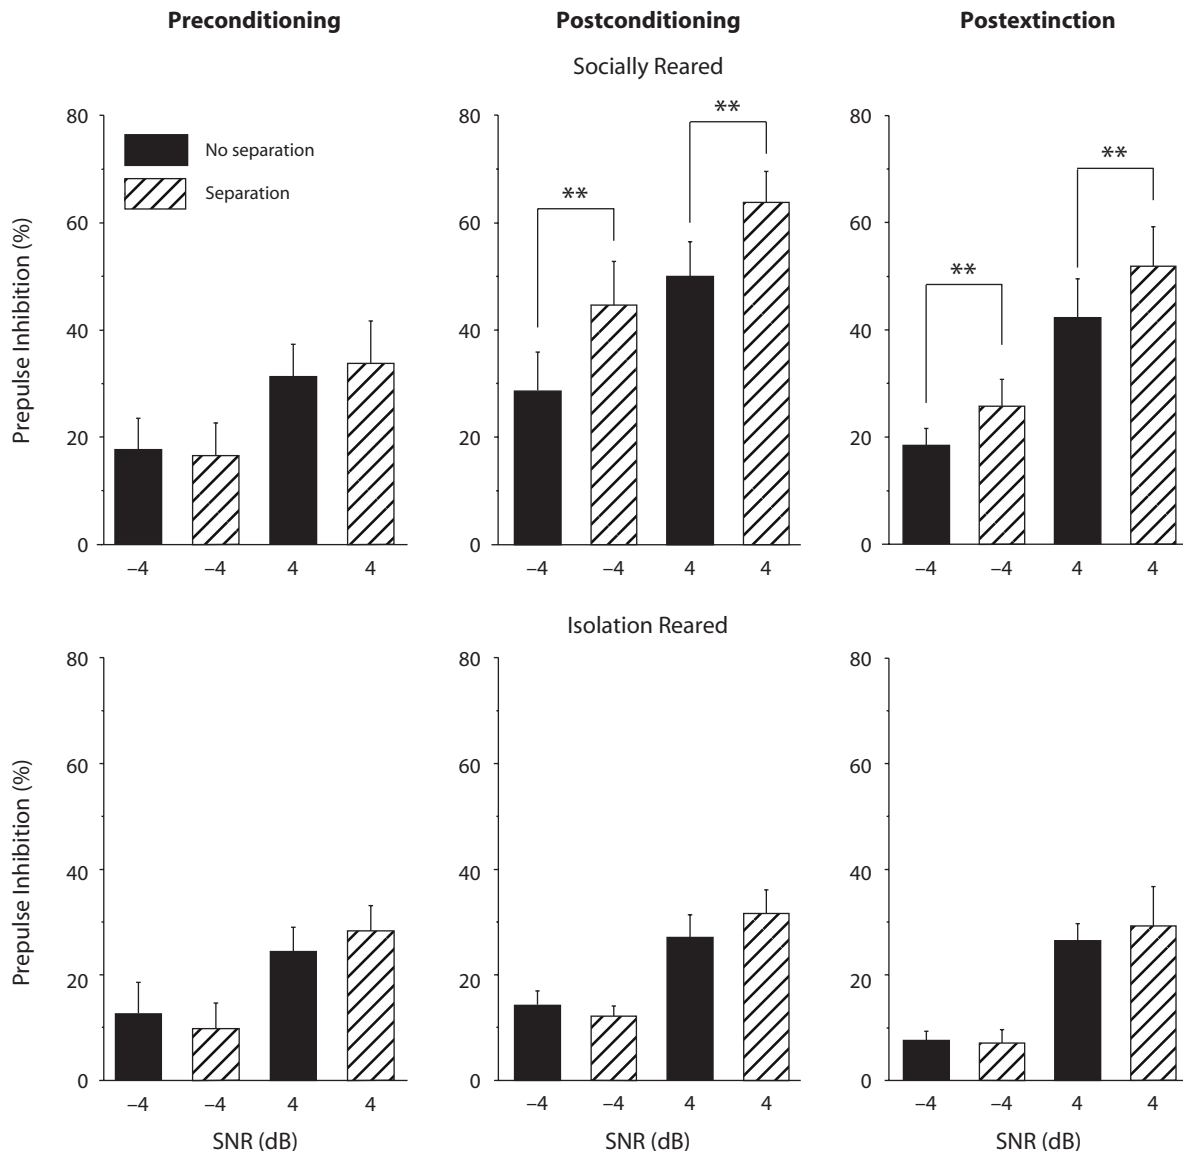 Preconditioning Postconditioning Postextinction
Socially Reared
Prepulse Inhibition (%)
80
60
40
20
0
No separation
Separation
−4 −4 4 4
80
60
40
20
0
**
**
−4 −4 4 4
80
60
40
20
0
**
**
−4 −4 4 4
Isolation Reared
Prepulse Inhibition (%)
80
60
40
20
0
−4 −4 4 4
SNR (dB)
80
60
40
20
0
−4 −4 4 4
SNR (dB)
80
60
40
20
0
−4 −4 4 4
SNR (dB)